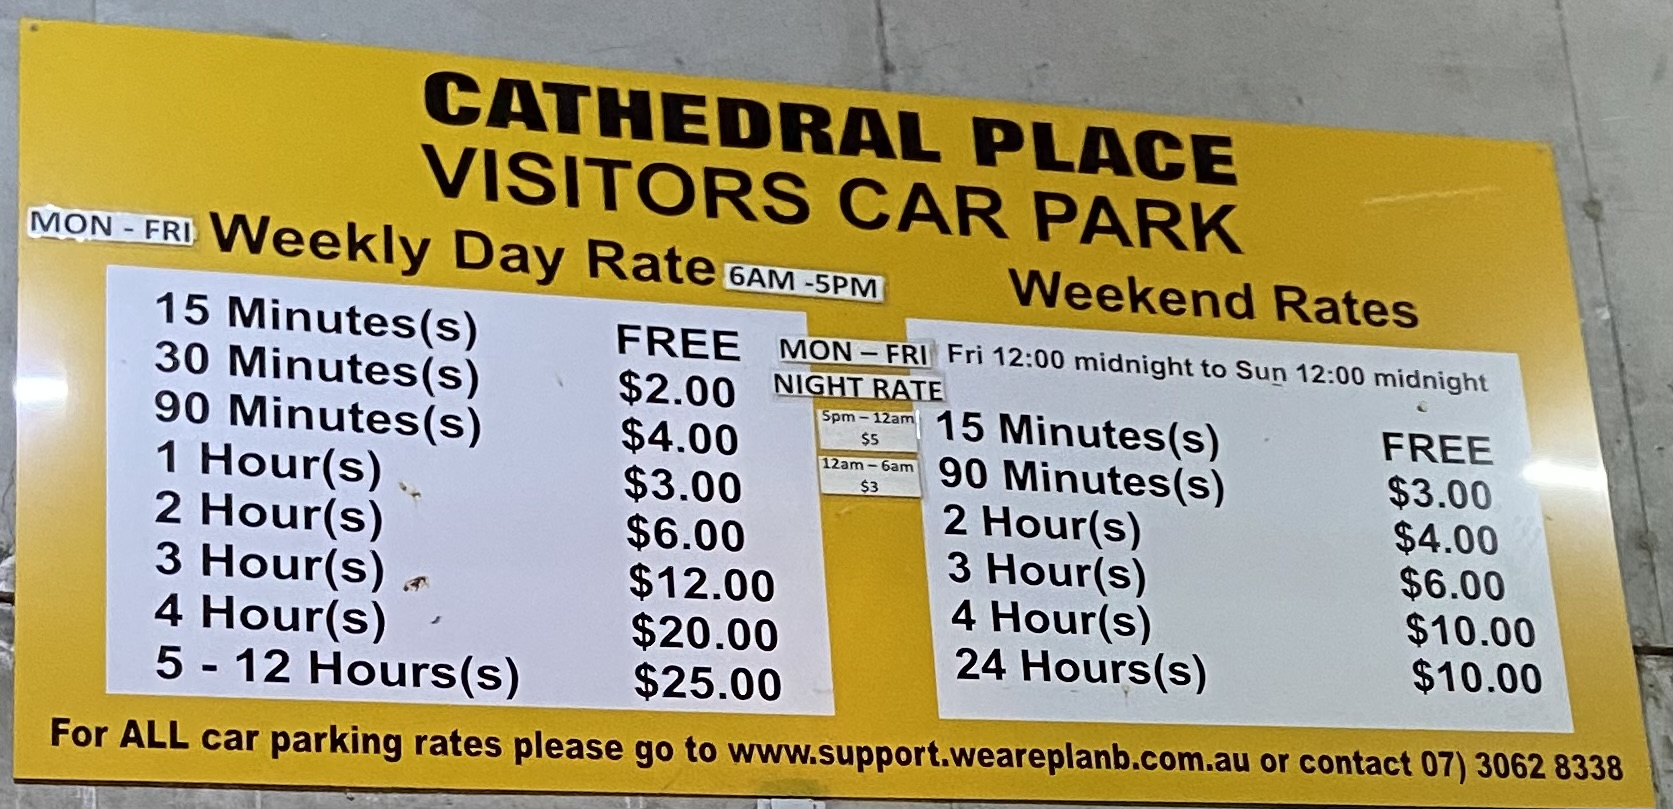 CATHEDRAL PLACE
VISITORS CAR PARK
MON - FRI Weekly Day Rate 6AM -5PM
15 Minutes(s) FREE
30 Minutes(s) $2.00
90 Minutes(s) $4.00
1 Hour(s) $3.00
2 Hour(s) $6.00
3 Hour(s) $12.00
4 Hour(s) $20.00
5 - 12 Hours(s) $25.00
MON – FRI
NIGHT RATE
5pm – 12am
$5
12am – 6am
$3
Weekend Rates
Fri 12:00 midnight to Sun 12:00 midnight
15 Minutes(s) FREE
90 Minutes(s) $3.00
2 Hour(s) $4.00
3 Hour(s) $6.00
4 Hour(s) $10.00
24 Hours(s) $10.00
For ALL car parking rates please go to www.support.weareplanb.com.au or contact 07) 3062 8338